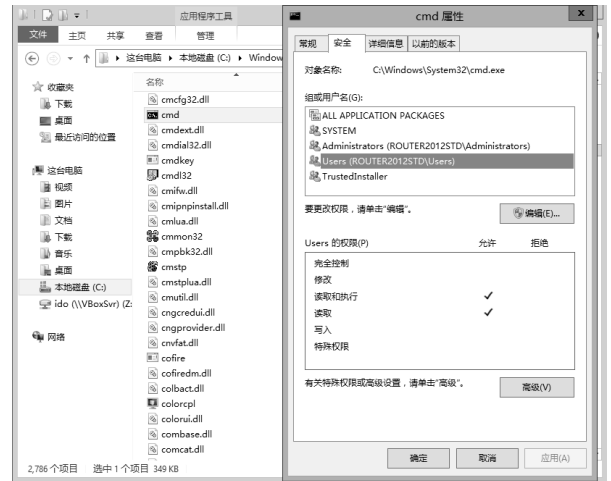 应用程序工具
文件 主页 共享 查看 管理
这台电脑 本地磁盘 (C:) Window
收藏夹
下载
桌面
最近访问的位置
这台电脑
视频
图片
文档
下载
音乐
桌面
本地磁盘 (C:)
ido (\\VBoxSvr) (Z:
网络
名称
cmcfg32.dll
cmd
cmdext.dll
cmdial32.dll
cmdkey
cmdl32
cmifw.dll
cmipnpinstall.dll
cmlua.dll
cmmon32
cmpbk32.dll
cmstp
cmstplua.dll
cmutil.dll
cngcredui.dll
cngprovider.dll
cnvfat.dll
cofire
cofiredm.dll
colbact.dll
colorcpl
colorui.dll
combase.dll
comcat.dll
2,786 个项目 选中 1 个项目 349 KB
cmd 属性
x
常规 安全 详细信息 以前的版本
对象名称: C:\Windows\System32\cmd.exe
组或用户名(G):
ALL APPLICATION PACKAGES
SYSTEM
Administrators (ROUTER2012STD\Administrators)
Users (ROUTER2012STD\Users)
TrustedInstaller
要更改权限，请单击“编辑”。
编辑(E)...
Users 的权限(P) 允许 拒绝
完全控制
修改
读取和执行 ✓
读取 ✓
写入
特殊权限
有关特殊权限或高级设置，请单击“高级”。
高级(V)
确定 取消 应用(A)